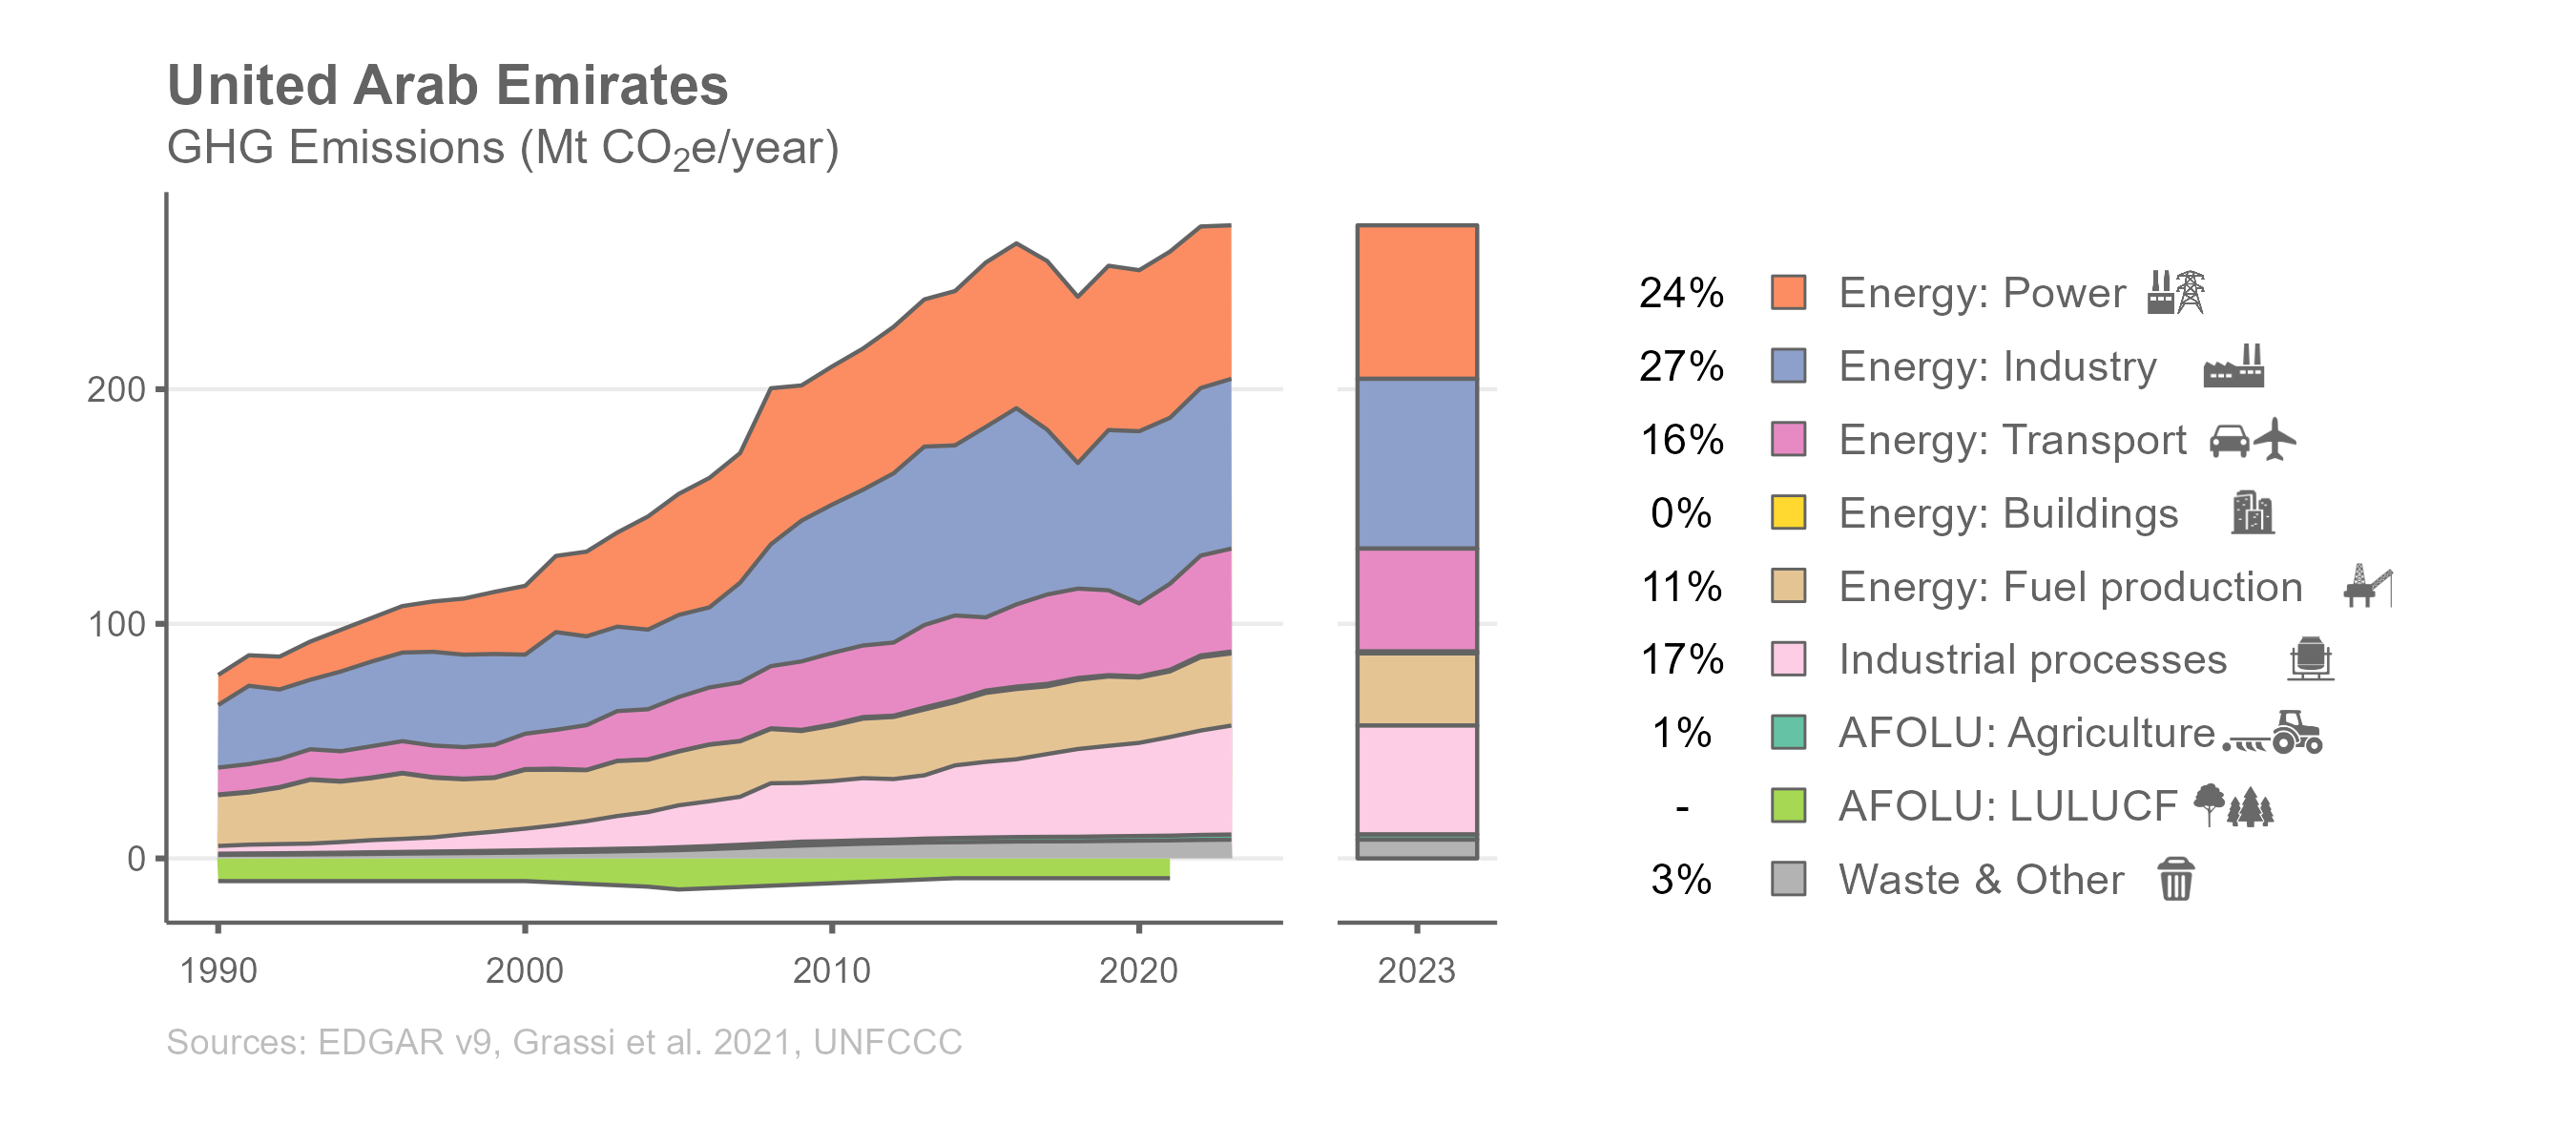 United Arab Emirates
GHG Emissions (Mt CO₂e/year)
200
100
0
1990 2000 2010 2020 2023
24% Energy: Power
27% Energy: Industry
16% Energy: Transport
0% Energy: Buildings
11% Energy: Fuel production
17% Industrial processes
1% AFOLU: Agriculture
- AFOLU: LULUCF
3% Waste & Other
Sources: EDGAR v9, Grassi et al. 2021, UNFCCC